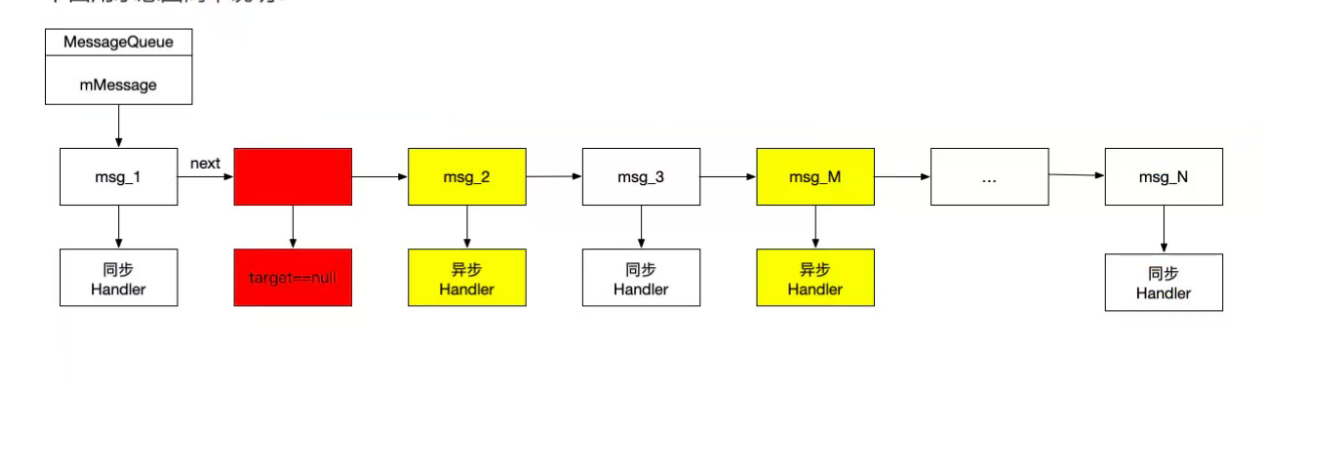 MessageQueue
mMessage
next
msg_1
msg_2
msg_3
msg_M
...
msg_N
同步
Handler
target==null
异步
Handler
同步
Handler
异步
Handler
同步
Handler